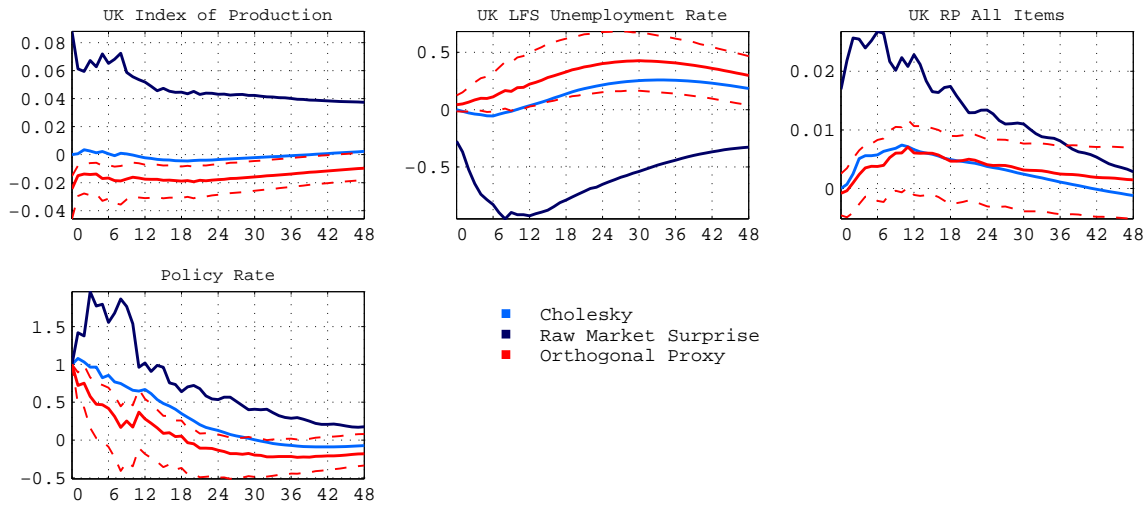 UK Index of Production
0.08
0.06
0.04
0.02
0
−0.02
−0.04
0 6 12 18 24 30 36 42 48
UK LFS Unemployment Rate
0.5
0
−0.5
0 6 12 18 24 30 36 42 48
UK RP All Items
0.02
0.01
0
0 6 12 18 24 30 36 42 48
Policy Rate
1.5
1
0.5
0
−0.5
0 6 12 18 24 30 36 42 48
Cholesky
Raw Market Surprise
Orthogonal Proxy